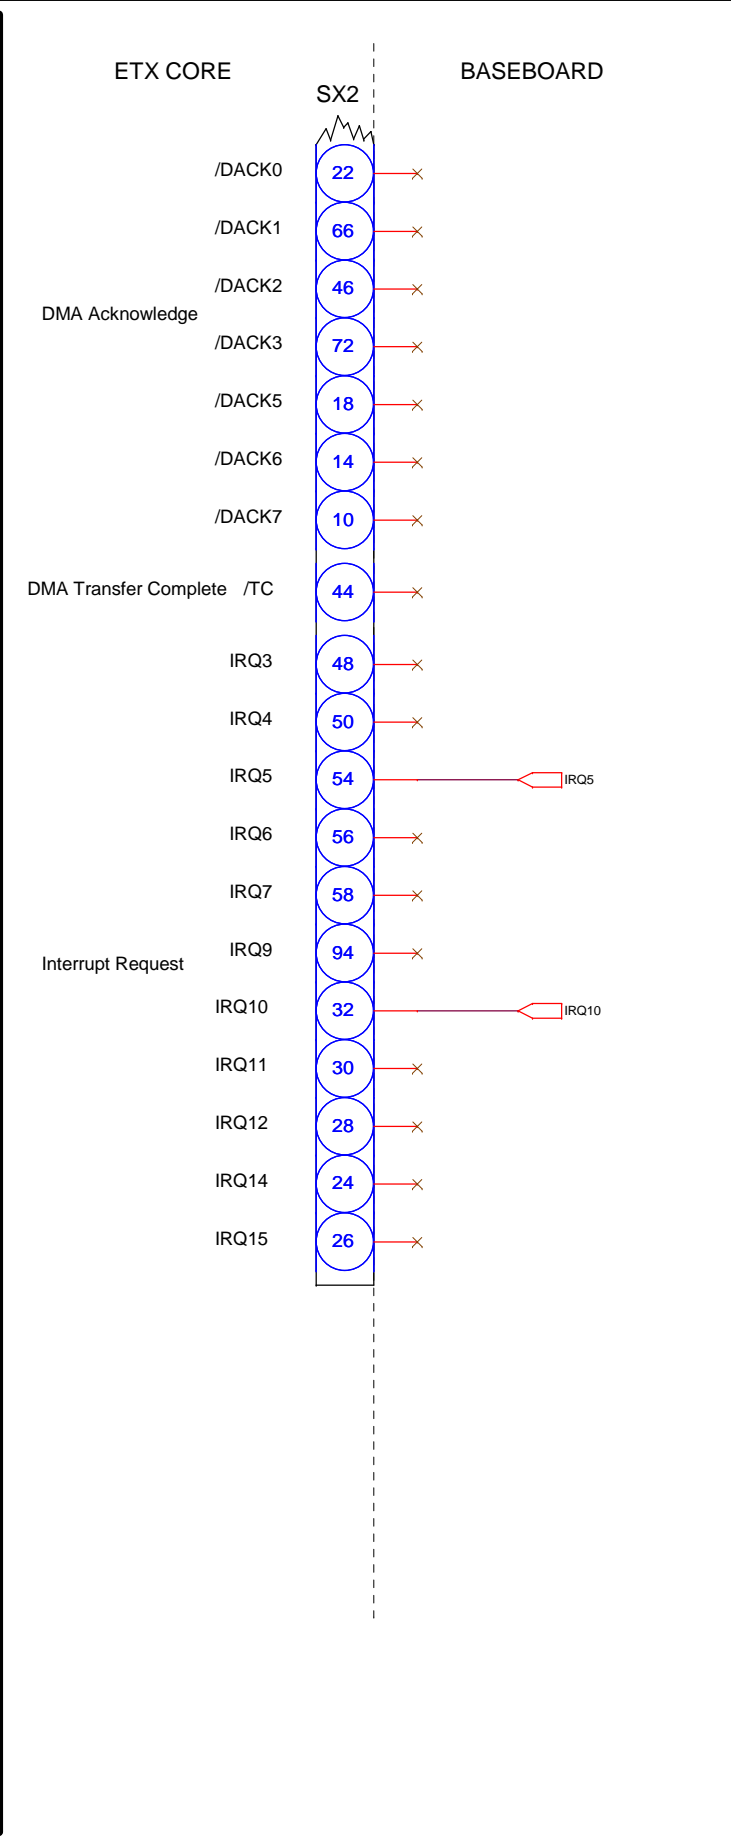 ETX CORE
BASEBOARD
SX2
/DACK0 22
/DACK1 66
/DACK2 46
DMA Acknowledge
/DACK3 72
/DACK5 18
/DACK6 14
/DACK7 10
DMA Transfer Complete /TC 44
IRQ3 48
IRQ4 50
IRQ5 54 IRQ5
IRQ6 56
IRQ7 58
IRQ9 94
Interrupt Request
IRQ10 32 IRQ10
IRQ11 30
IRQ12 28
IRQ14 24
IRQ15 26